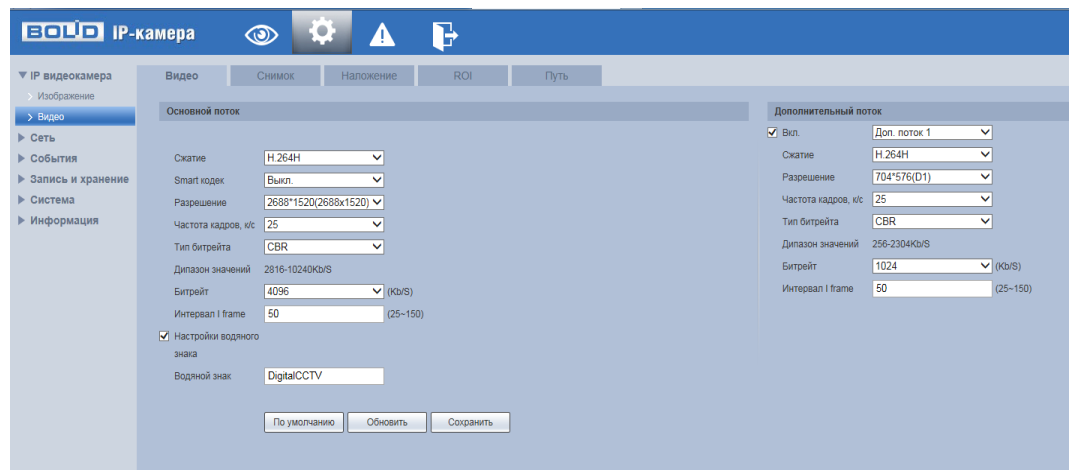 BOLID IP-камера
IP видеокамера
Изображение
Видео
Сеть
События
Запись и хранение
Система
Информация
Видео Снимок Наложение ROI Путь
Основной поток
Сжатие H.264H
Smart кодек Выкл.
Разрешение 2688*1520(2688x1520)
Частота кадров, к/с 25
Тип битрейта CBR
Дипазон значений 2816-10240Kb/S
Битрейт 4096 (Kb/S)
Интервал I frame 50 (25~150)
Настройки водяного
знака
Водяной знак DigitalCCTV
По умолчанию Обновить Сохранить
Дополнительный поток
Вкл. Доп. поток 1
Сжатие H.264H
Разрешение 704*576(D1)
Частота кадров, к/с 25
Тип битрейта CBR
Дипазон значений 256-2304Kb/S
Битрейт 1024 (Kb/S)
Интервал I frame 50 (25~150)